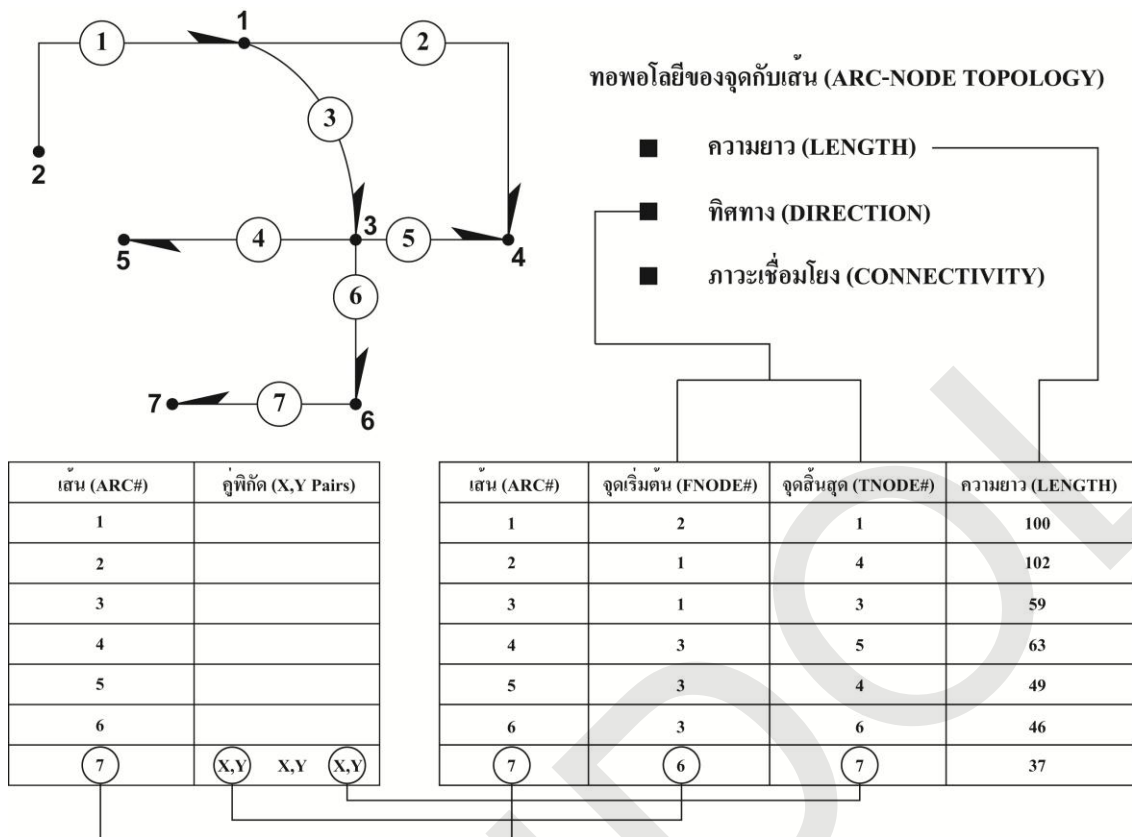 1
1
2
3
2
3
4
5
5
4
6
7
7
6
ทอพอโลยีของจุดกับเส้น (ARC-NODE TOPOLOGY)
■ ความยาว (LENGTH)
■ ทิศทาง (DIRECTION)
■ ภาวะเชื่อมโยง (CONNECTIVITY)
เส้น (ARC#) คู่พิกัด (X,Y Pairs)
1
2
3
4
5
6
7 X,Y X,Y X,Y
เส้น (ARC#) จุดเริ่มต้น (FNODE#) จุดสิ้นสุด (TNODE#) ความยาว (LENGTH)
1 2 1 100
2 1 4 102
3 1 3 59
4 3 5 63
5 3 4 49
6 3 6 46
7 6 7 37